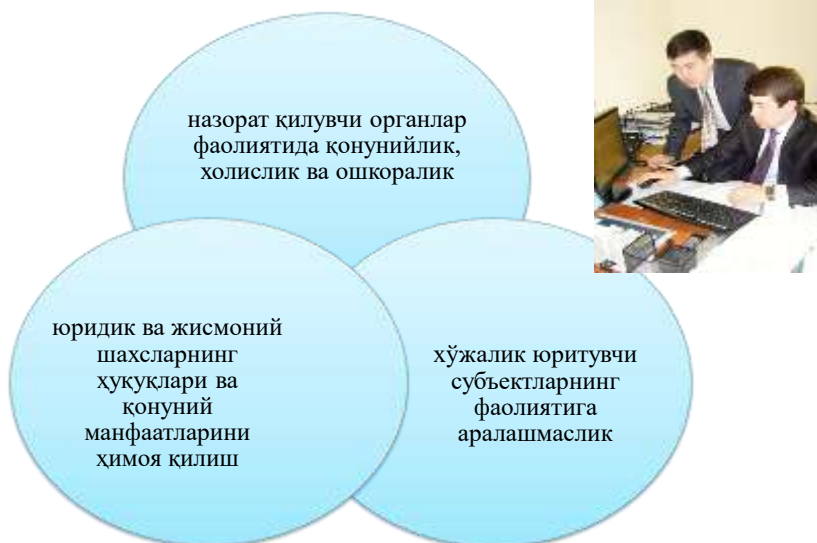 назорат қилувчи органлар
фаолиятида қонунийлик,
холислик ва ошкоралик
юридик ва жисмоний
шахсларнинг
ҳуқуқлари ва
қонуний
манфаатларини
ҳимоя қилиш
хўжалик юритувчи
субъектларнинг
фаолиятига
аралашмаслик